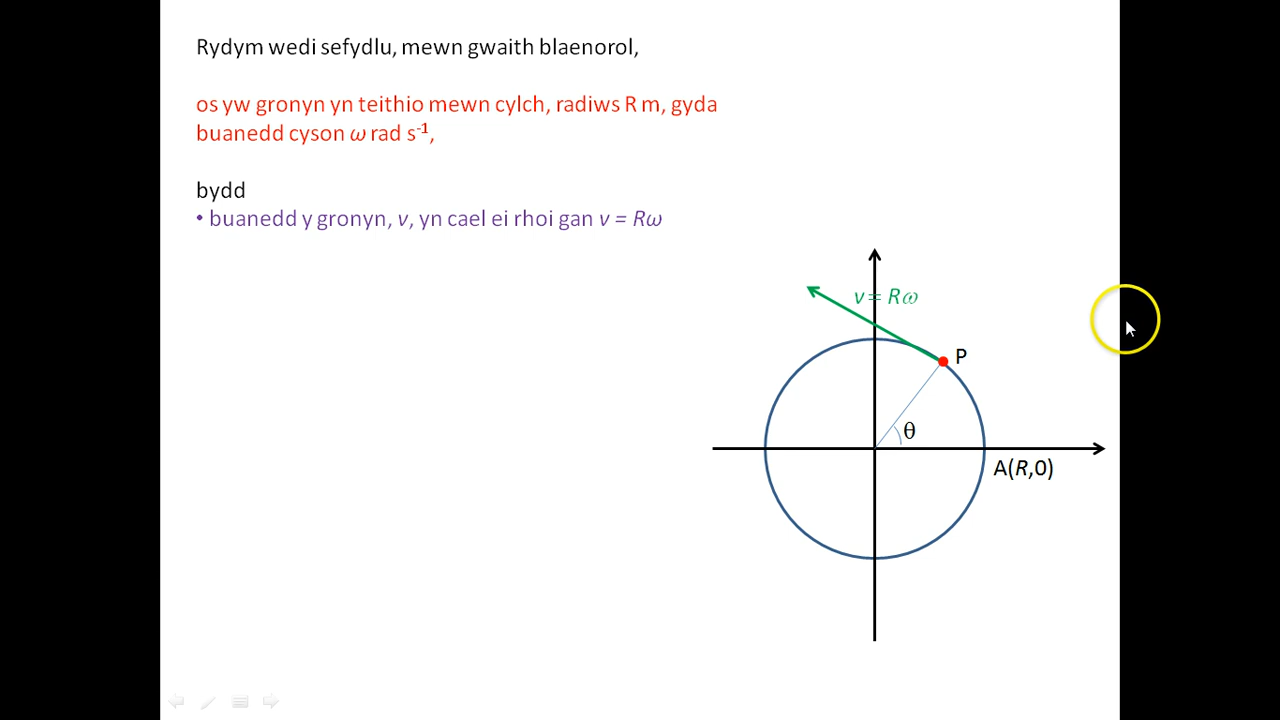 Rydym wedi sefydlu, mewn gwaith blaenorol,
os yw gronyn yn teithio mewn cylch, radiws R m, gyda
buanedd cyson ω rad s⁻¹,
bydd
• buanedd y gronyn, v, yn cael ei rhoi gan v = Rω
v = Rω
P
θ
A(R,0)